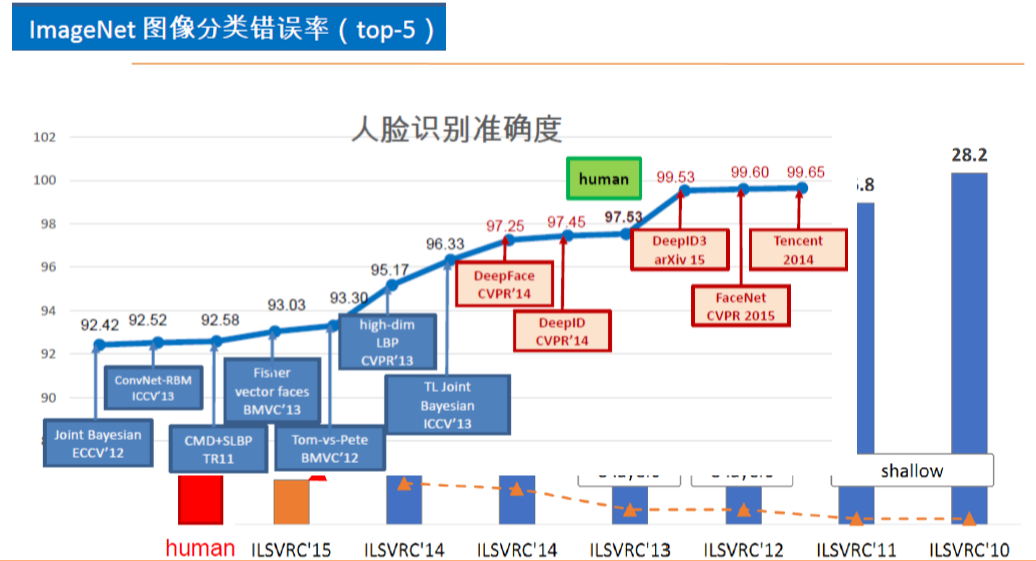 ImageNet 图像分类错误率（top-5）
人脸识别准确度
102
100
98
96
94
92
90
92.42
92.52
92.58
93.03
93.30
95.17
96.33
97.25
97.45
97.53
99.53
99.60
99.65
human
28.2
Joint Bayesian
ECCV'12
ConvNet-RBM
ICCV'13
CMD+SLBP
TR11
Fisher
vector faces
BMVC'13
Tom-vs-Pete
BMVC'12
high-dim
LBP
CVPR'13
TL Joint
Bayesian
ICCV'13
DeepFace
CVPR'14
DeepID
CVPR'14
DeepID3
arXiv 15
FaceNet
CVPR 2015
Tencent
2014
shallow
human
ILSVRC'15
ILSVRC'14
ILSVRC'14
ILSVRC'13
ILSVRC'12
ILSVRC'11
ILSVRC'10